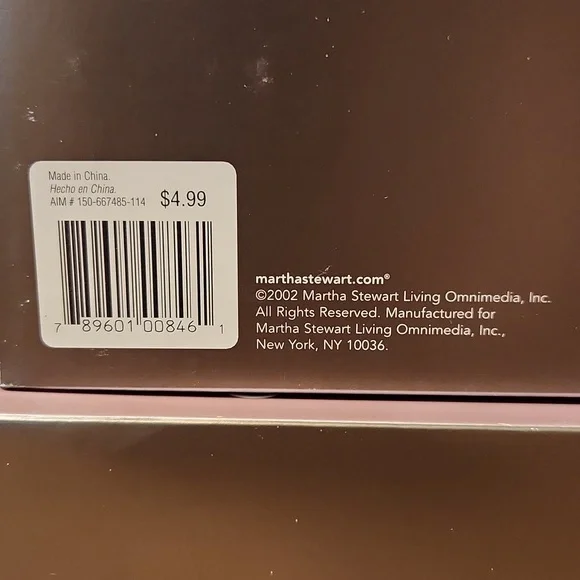 Made in China.
Hecho en China.
AIM # 150-667485-114 $4.99
7 89601 00846 1
marthastewart.com®
©2002 Martha Stewart Living Omnimedia, Inc.
All Rights Reserved. Manufactured for
Martha Stewart Living Omnimedia, Inc.,
New York, NY 10036.